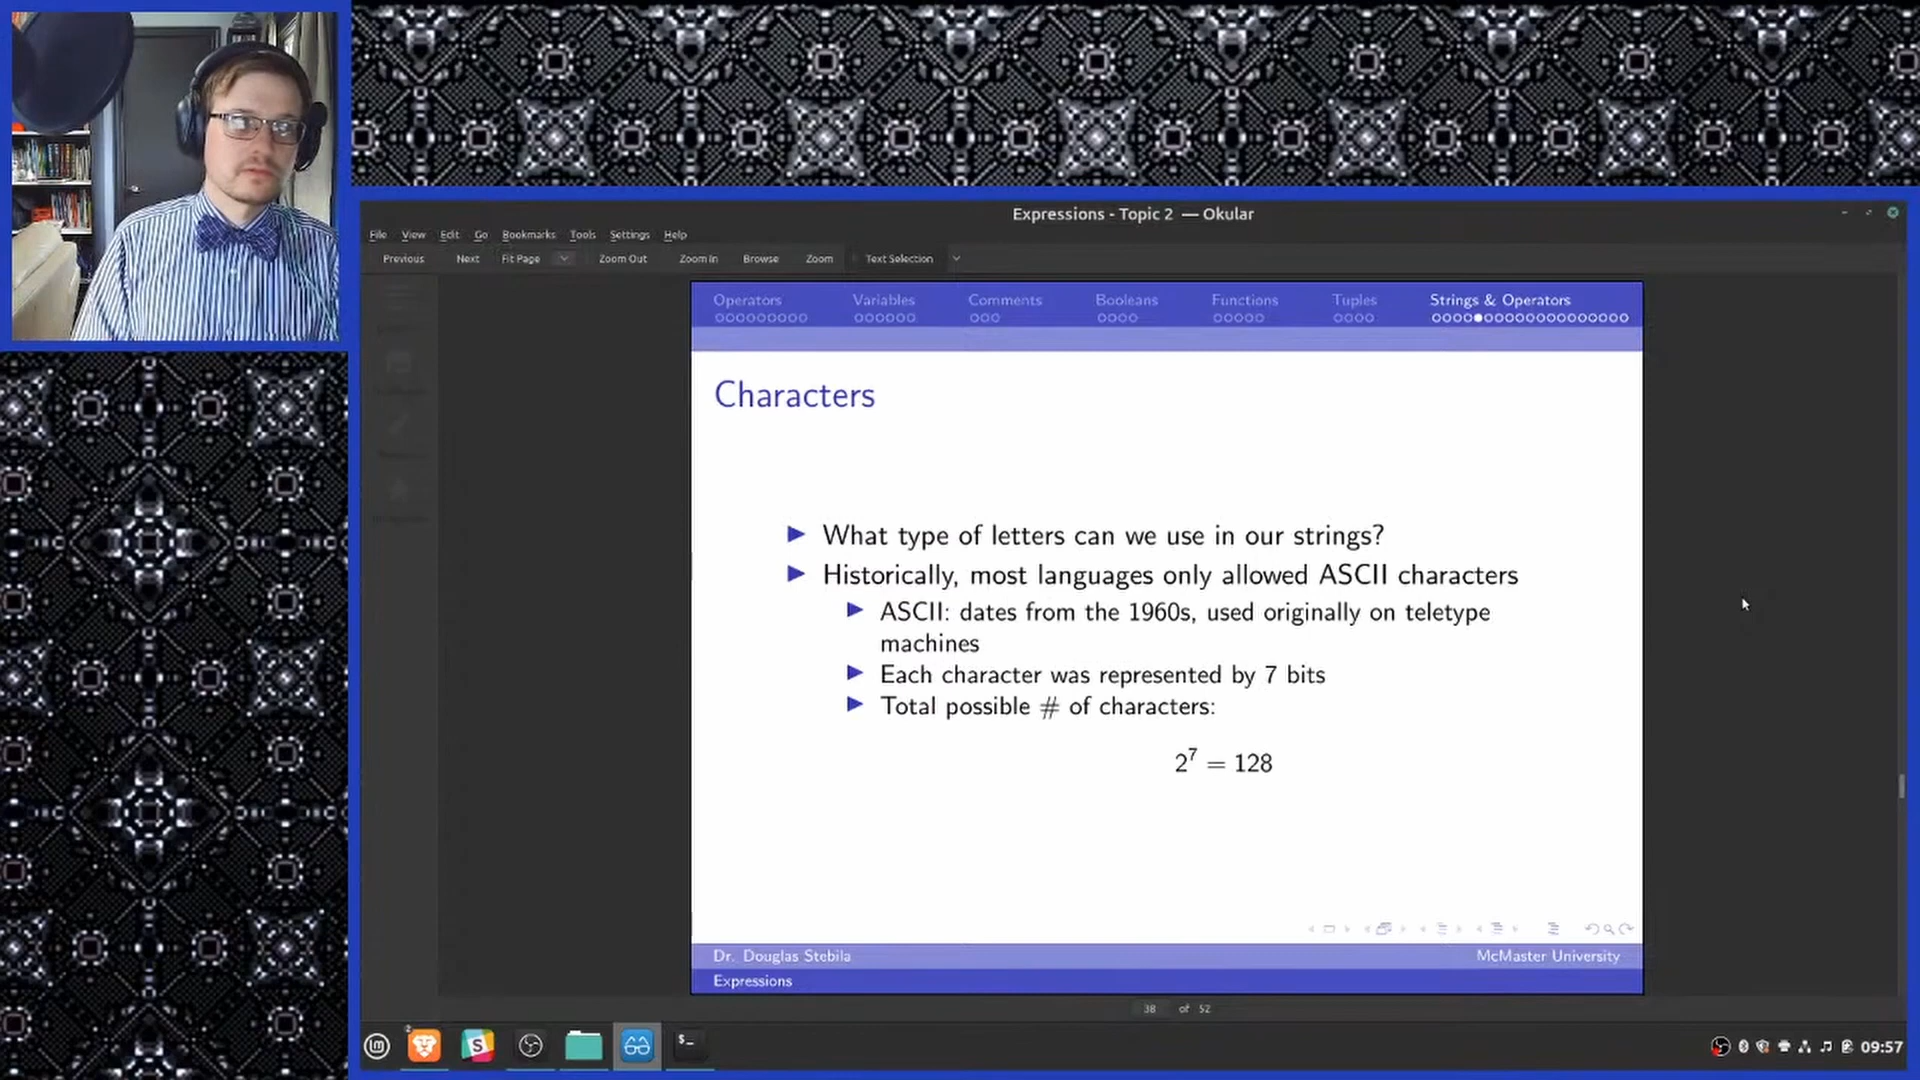 Expressions - Topic 2 — Okular
File View Edit Go Bookmarks Tools Settings Help
Previous Next Fit Page Zoom Out Zoom In Browse Zoom Text Selection
Operators Variables Comments Booleans Functions Tuples Strings & Operators
Characters
What type of letters can we use in our strings?
Historically, most languages only allowed ASCII characters
ASCII: dates from the 1960s, used originally on teletype
machines
Each character was represented by 7 bits
Total possible # of characters:
2⁷ = 128
Dr. Douglas Stebila McMaster University
Expressions
38 of 52
2
S
$_
09:57